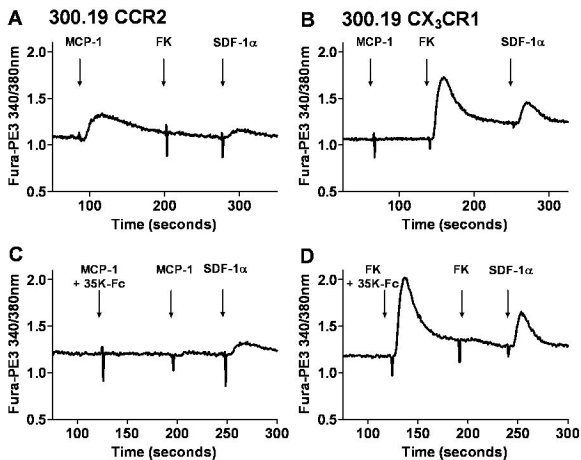 A 300.19 CCR2
MCP-1 FK SDF-1α
Fura-PE3 340/380nm
2.0
1.5
1.0
0.5
100 200 300
Time (seconds)
B 300.19 CX₃CR1
MCP-1 FK SDF-1α
Fura-PE3 340/380nm
2.0
1.5
1.0
0.5
100 200 300
Time (seconds)
C
MCP-1 MCP-1 SDF-1α
+ 35K-Fc
Fura-PE3 340/380nm
2.0
1.5
1.0
0.5
100 150 200 250 300
Time (seconds)
D
FK FK SDF-1α
+ 35K-Fc
Fura-PE3 340/380nm
2.0
1.5
1.0
0.5
100 150 200 250 300
Time (seconds)